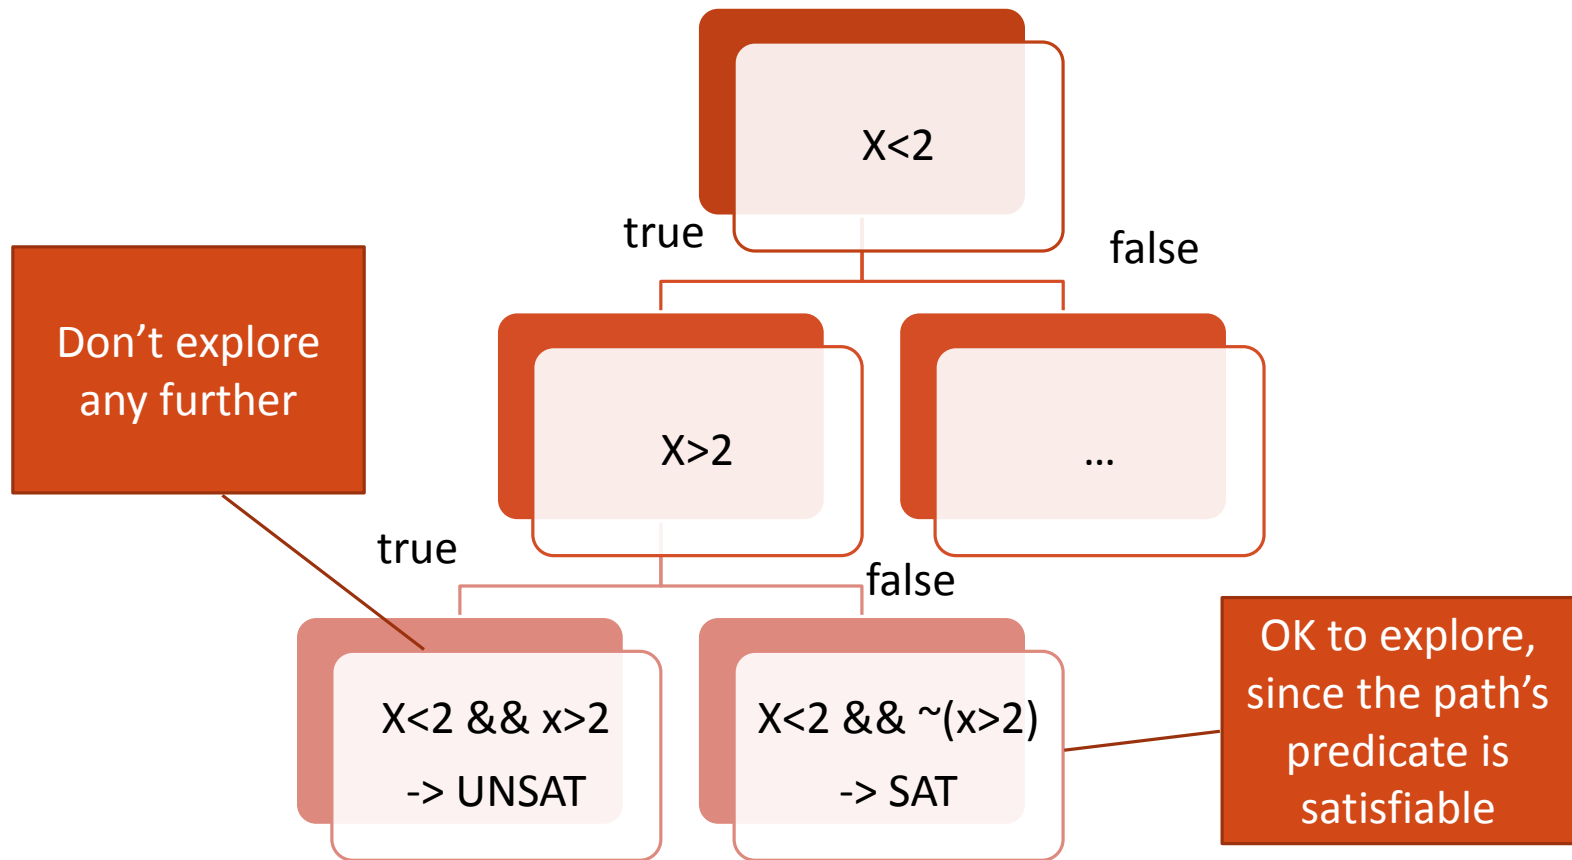 X<2
true
false
Don’t explore
any further
X>2
...
true
false
X<2 && x>2
-> UNSAT
X<2 && ~(x>2)
-> SAT
OK to explore,
since the path’s
predicate is
satisfiable